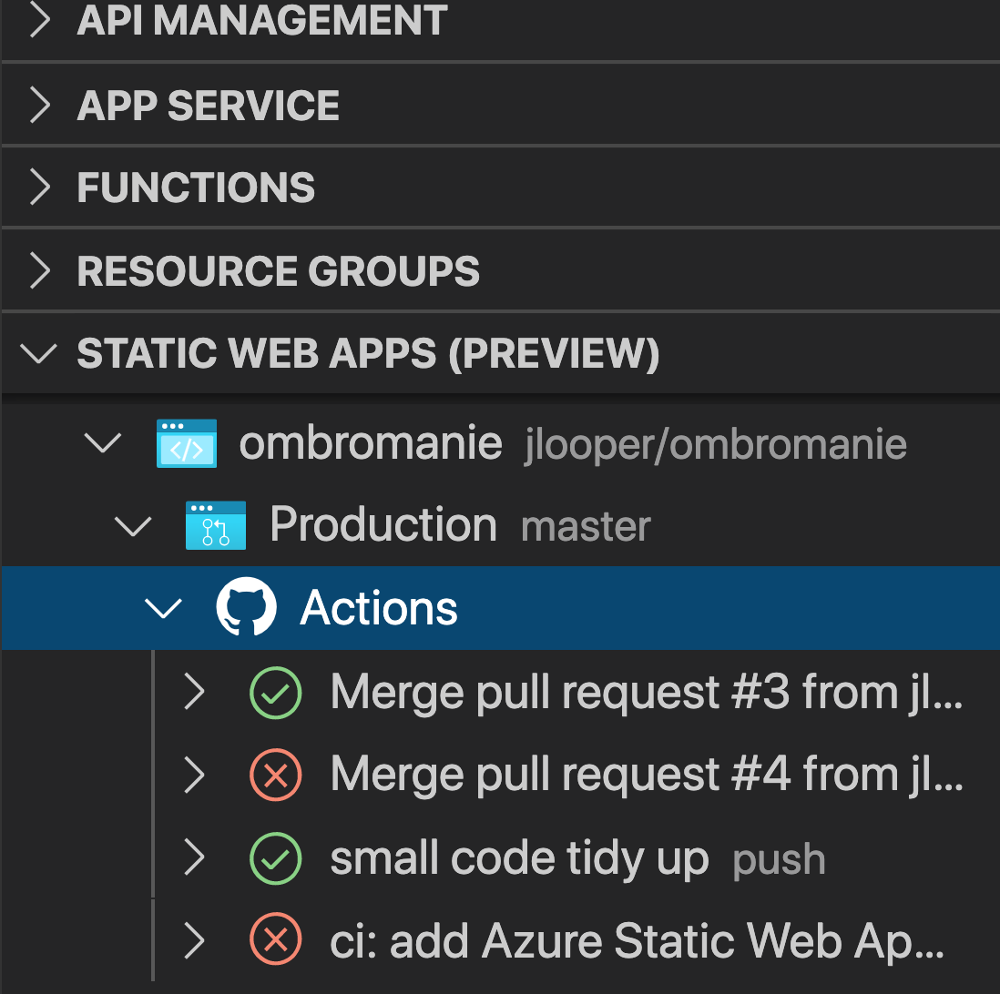 API MANAGEMENT
APP SERVICE
FUNCTIONS
RESOURCE GROUPS
STATIC WEB APPS (PREVIEW)
ombromanie jlooper/ombromanie
Production master
Actions
Merge pull request #3 from jl...
Merge pull request #4 from jl...
small code tidy up push
ci: add Azure Static Web Ap...